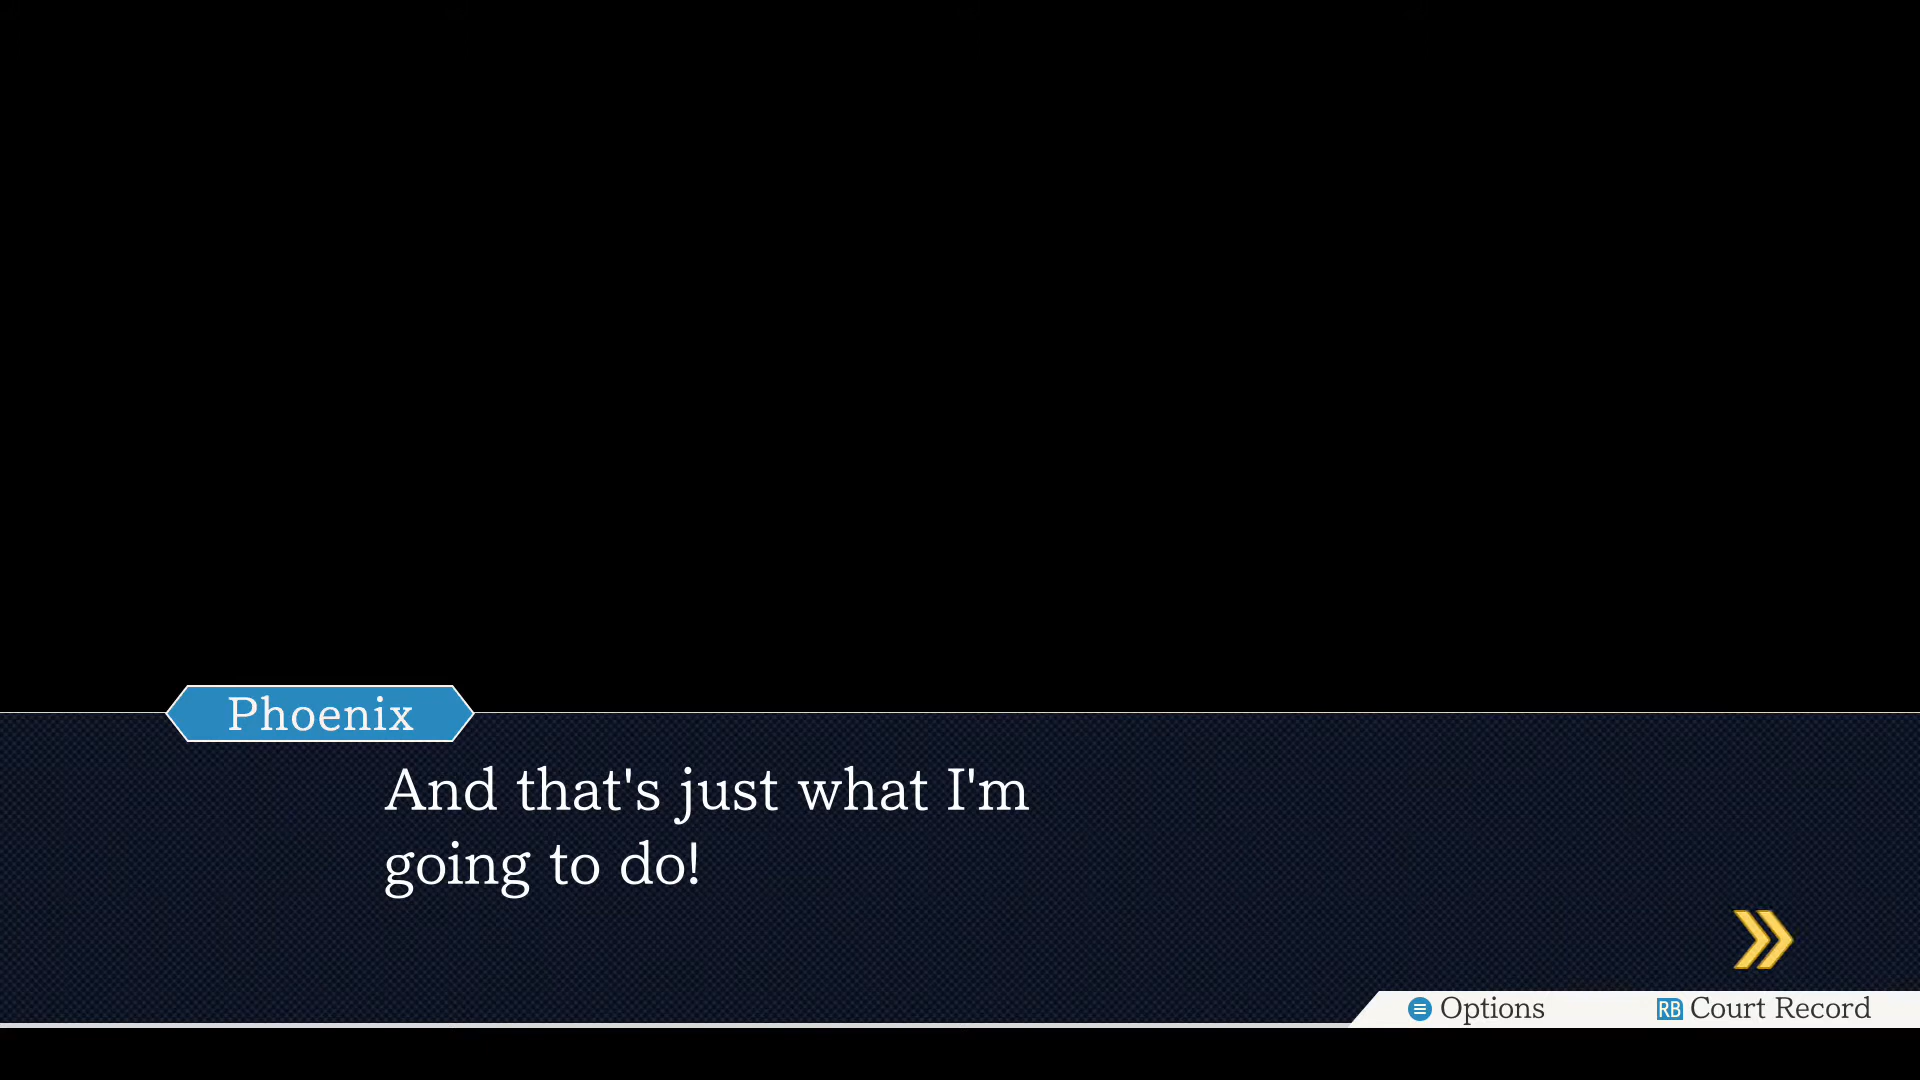 Phoenix
And that's just what I'm
going to do!
Options
RB Court Record